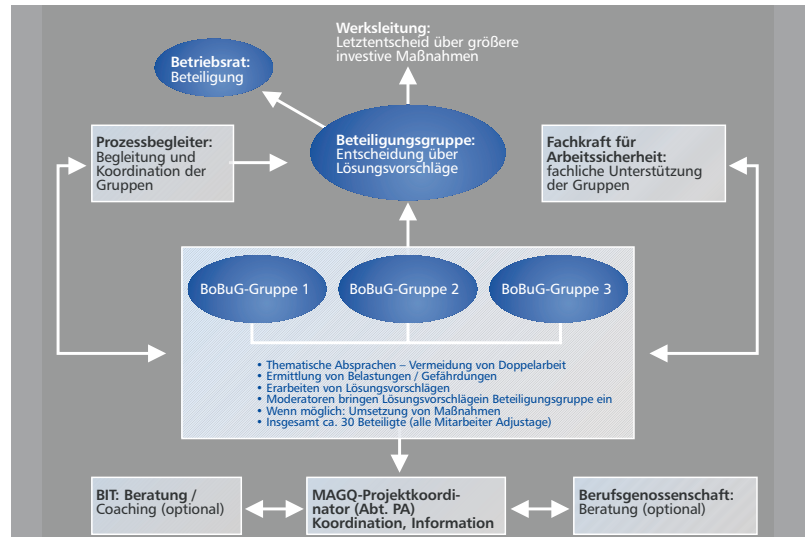 Werksleitung:
Letztentscheid über größere
investive Maßnahmen
Betriebsrat:
Beteiligung
Prozessbegleiter:
Begleitung und
Koordination der
Gruppen
Beteiligungsgruppe:
Entscheidung über
Lösungsvorschläge
Fachkraft für
Arbeitssicherheit:
fachliche Unterstützung
der Gruppen
BoBuG-Gruppe 1
BoBuG-Gruppe 2
BoBuG-Gruppe 3
• Thematische Absprachen – Vermeidung von Doppelarbeit
• Ermittlung von Belastungen / Gefährdungen
• Erarbeiten von Lösungsvorschlägen
• Moderatoren bringen Lösungsvorschlägein Beteiligungsgruppe ein
• Wenn möglich: Umsetzung von Maßnahmen
• Insgesamt ca. 30 Beteiligte (alle Mitarbeiter Adjustage)
BIT: Beratung /
Coaching (optional)
MAGQ-Projektkoordi-
nator (Abt. PA)
Koordination, Information
Berufsgenossenschaft:
Beratung (optional)